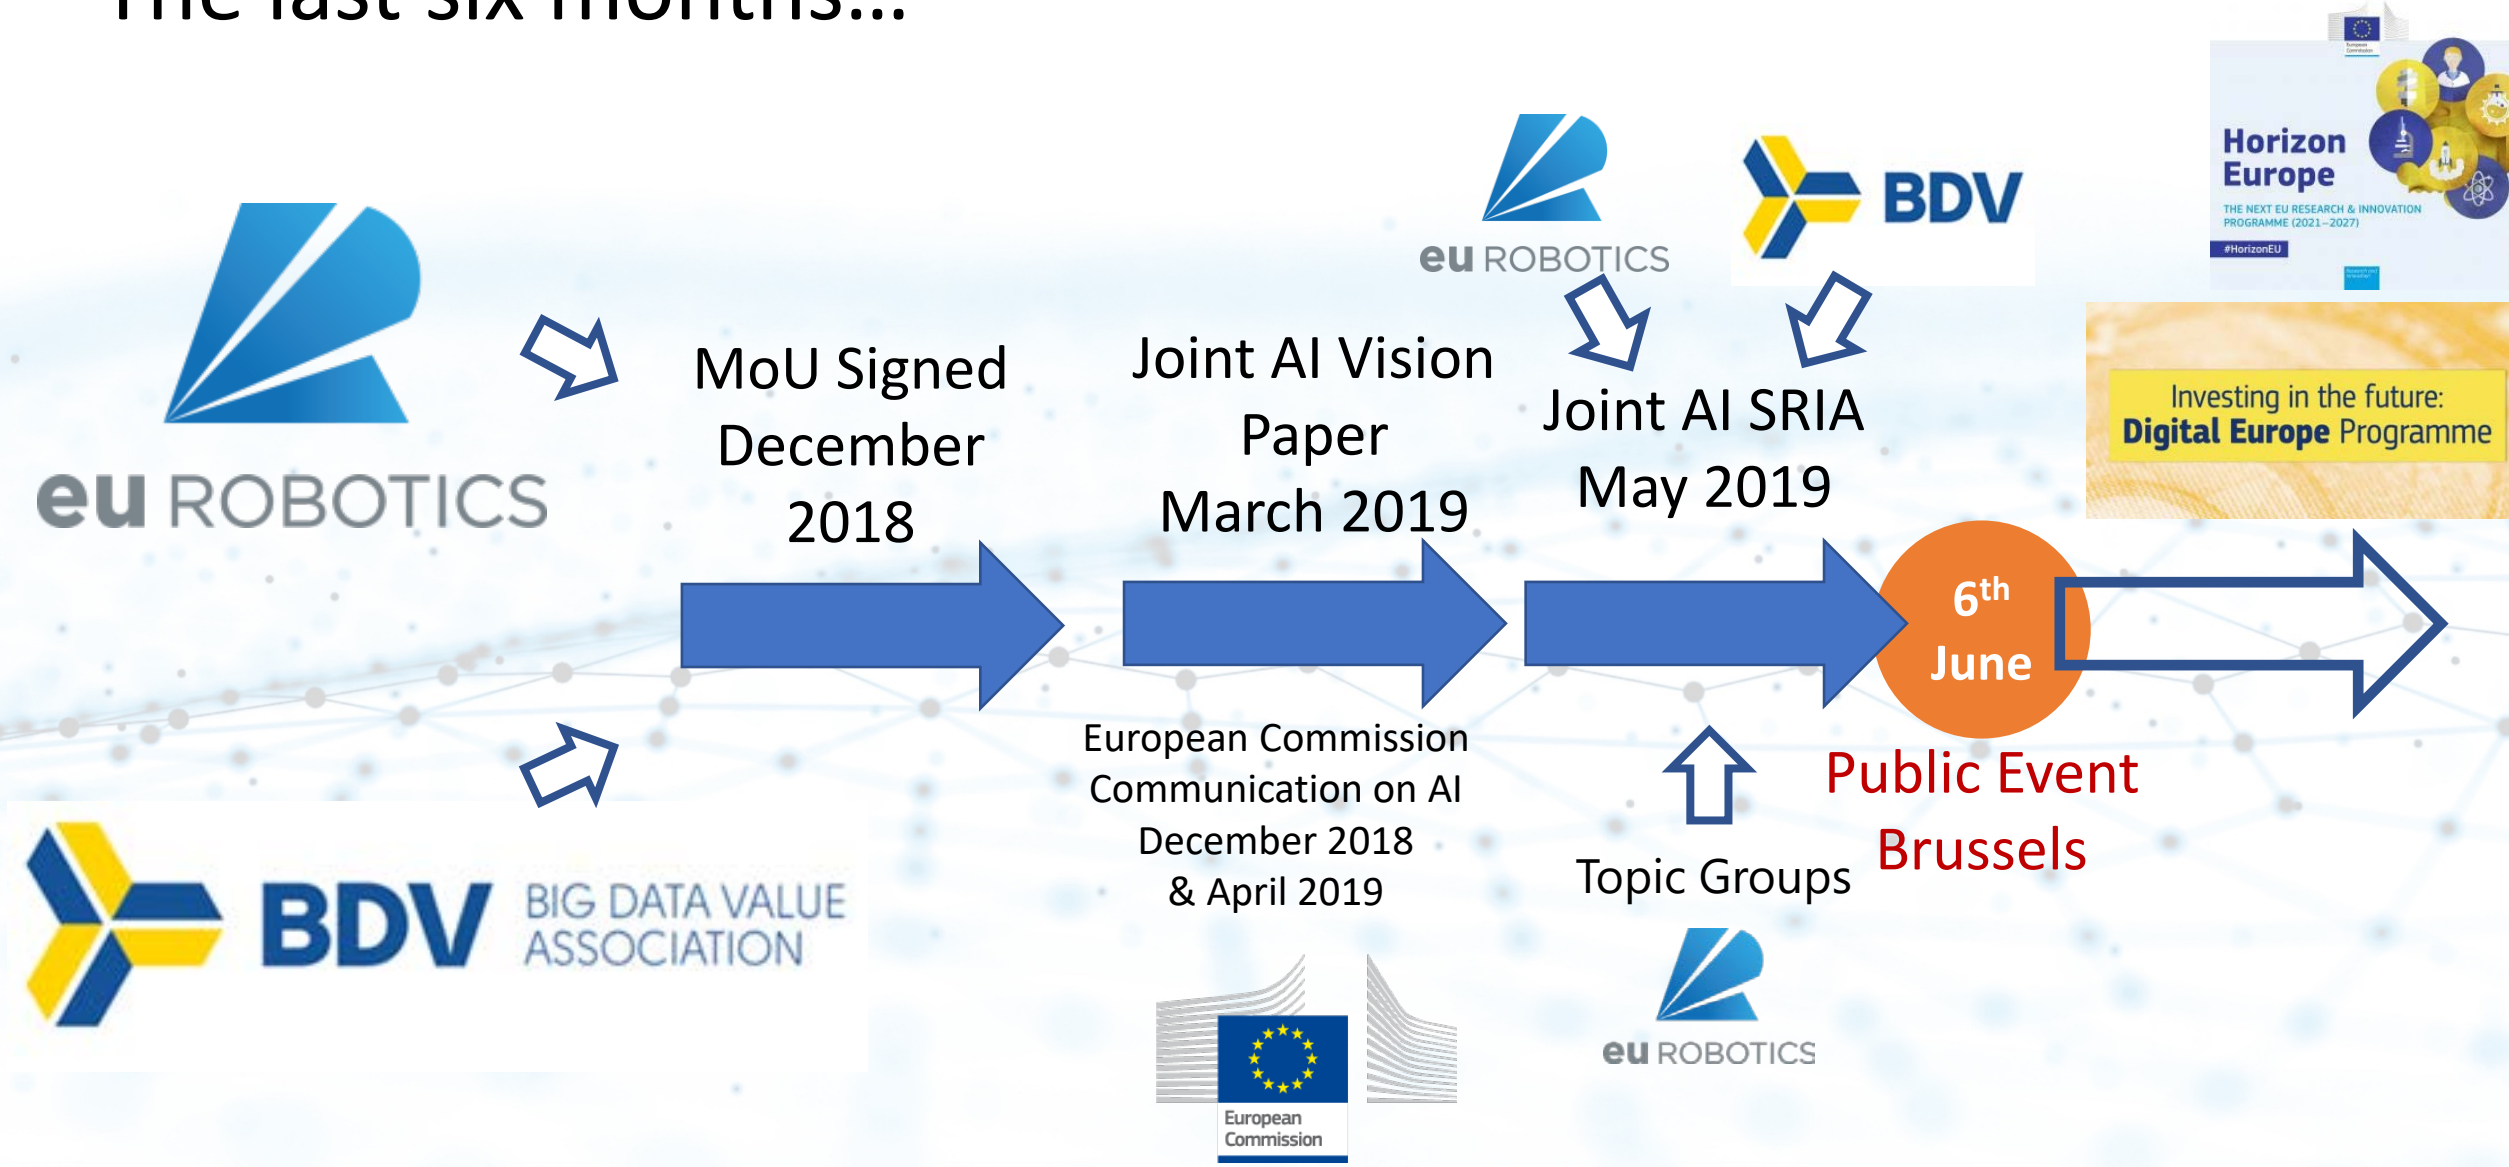 The last six months...
European
Commission
Horizon
Europe
THE NEXT EU RESEARCH & INNOVATION
PROGRAMME (2021–2027)
#HorizonEU
eu ROBOTICS
BDV
Investing in the future:
Digital Europe Programme
eu ROBOTICS
MoU Signed
December
2018
Joint AI Vision
Paper
March 2019
Joint AI SRIA
May 2019
6th
June
Public Event
Brussels
European Commission
Communication on AI
December 2018
& April 2019
Topic Groups
BDV
BIG DATA VALUE
ASSOCIATION
eu ROBOTICS
European
Commission